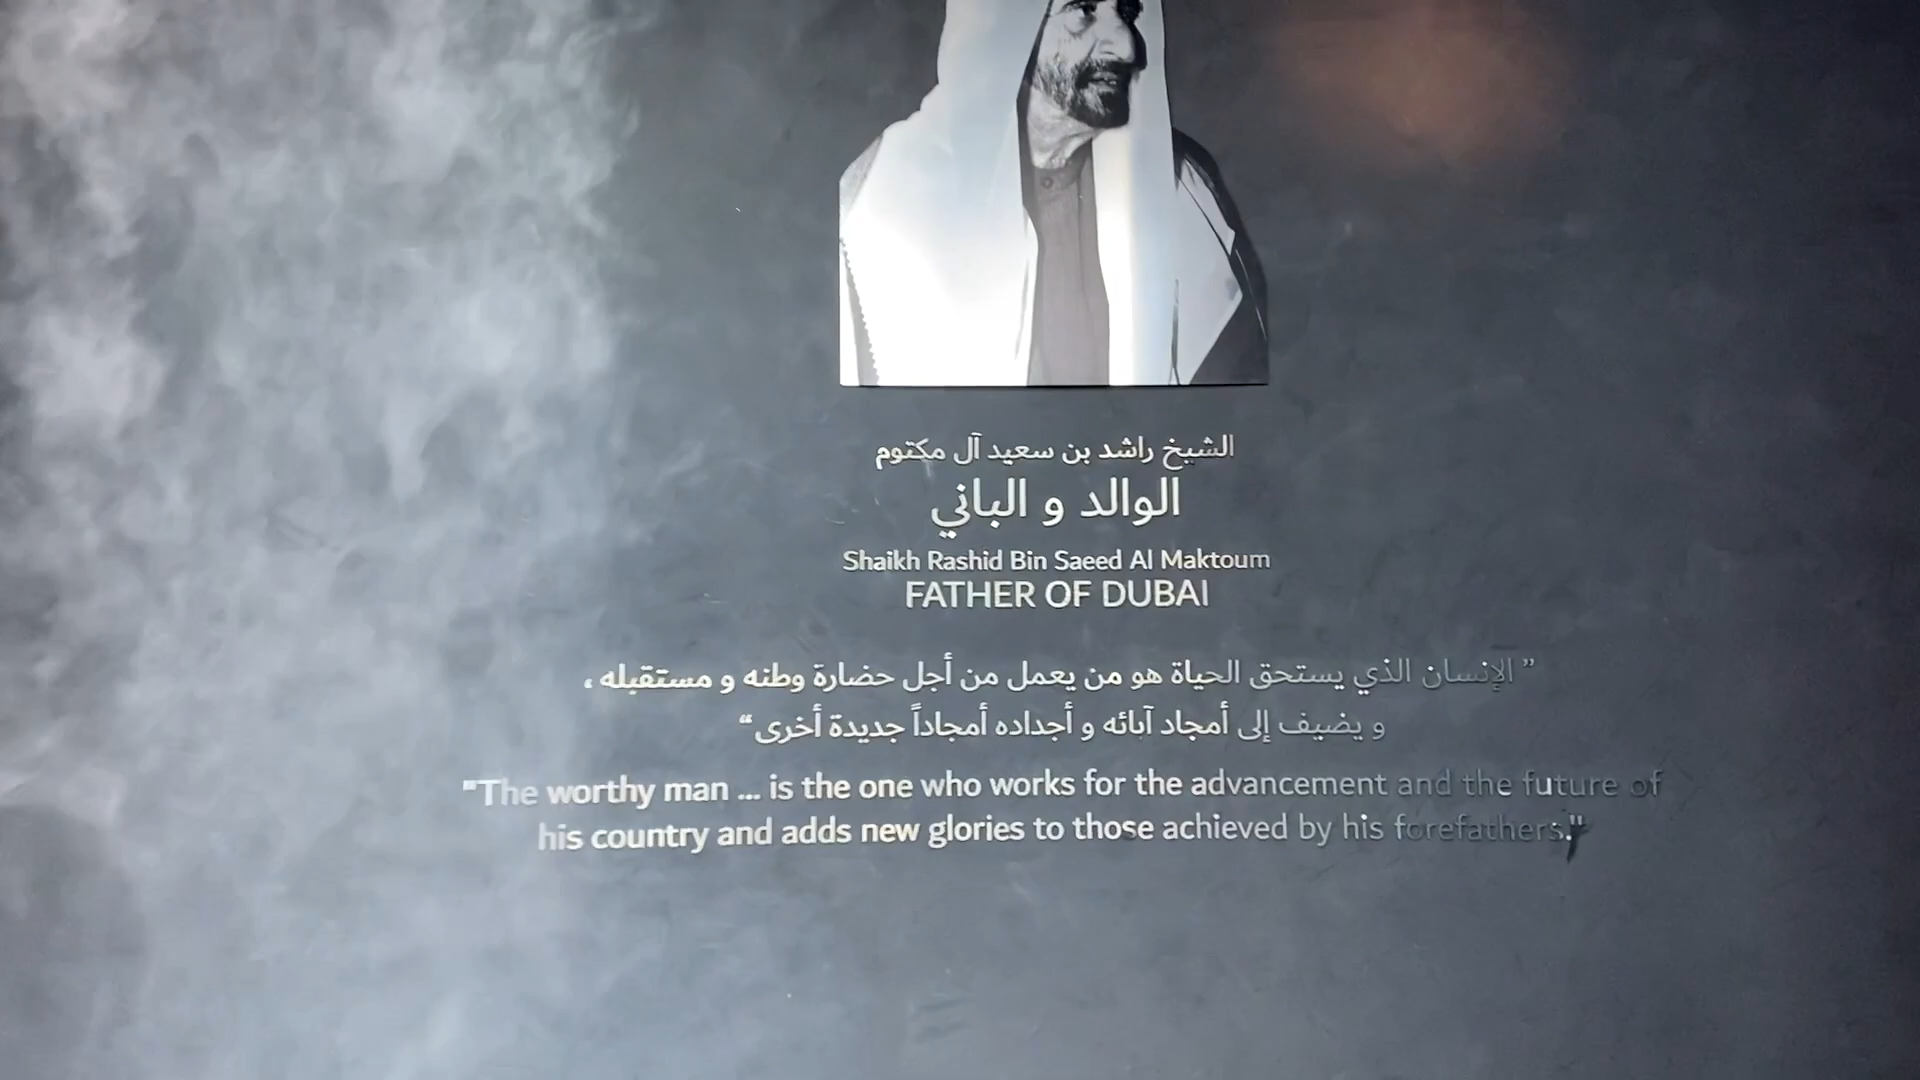 الشيخ راشد بن سعيد آل مكتوم
الوالد و الباني
Shaikh Rashid Bin Saeed Al Maktoum
FATHER OF DUBAI
” الإنسان الذي يستحق الحياة هو من يعمل من أجل حضارة وطنه و مستقبله ،
و يضيف إلى أمجاد آبائه و أجداده أمجاداً جديدة أخرى “
"The worthy man ... is the one who works for the advancement and the future of
his country and adds new glories to those achieved by his forefathers."